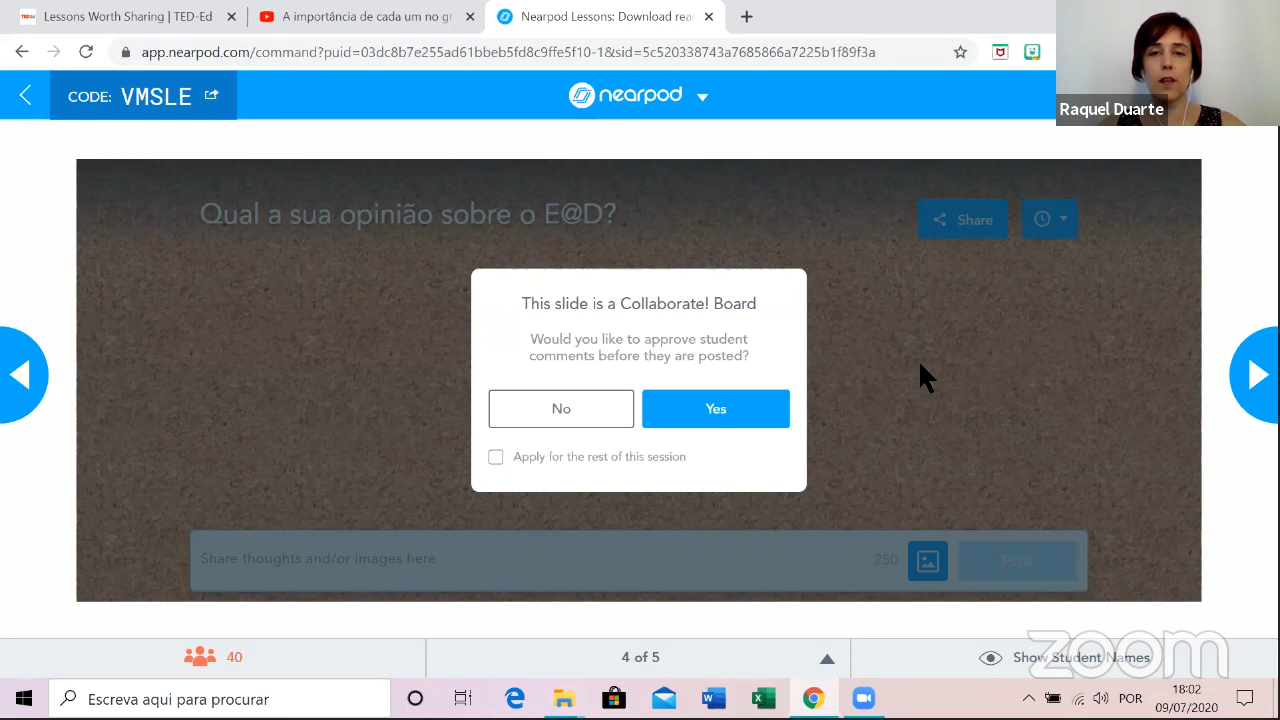 TED Ed Lessons Worth Sharing | TED-Ed
A importância de cada um no gr
Nearpod Lessons: Download rea
app.nearpod.com/command?puid=03dc8b7e255ad61bbeb5fd8c9ffe5f10-1&sid=5c520338743a7685866a7225b1f89f3a
CODE: VMSLE
nearpod
Raquel Duarte
Qual a sua opinião sobre o E@D?
Share
This slide is a Collaborate! Board
Would you like to approve student
comments before they are posted?
No
Yes
Apply for the rest of this session
Share thoughts and/or images here
250
Post
40
4 of 5
Show Student Names
zoom
Escreva aqui para procurar
POR
18:02
09/07/2020